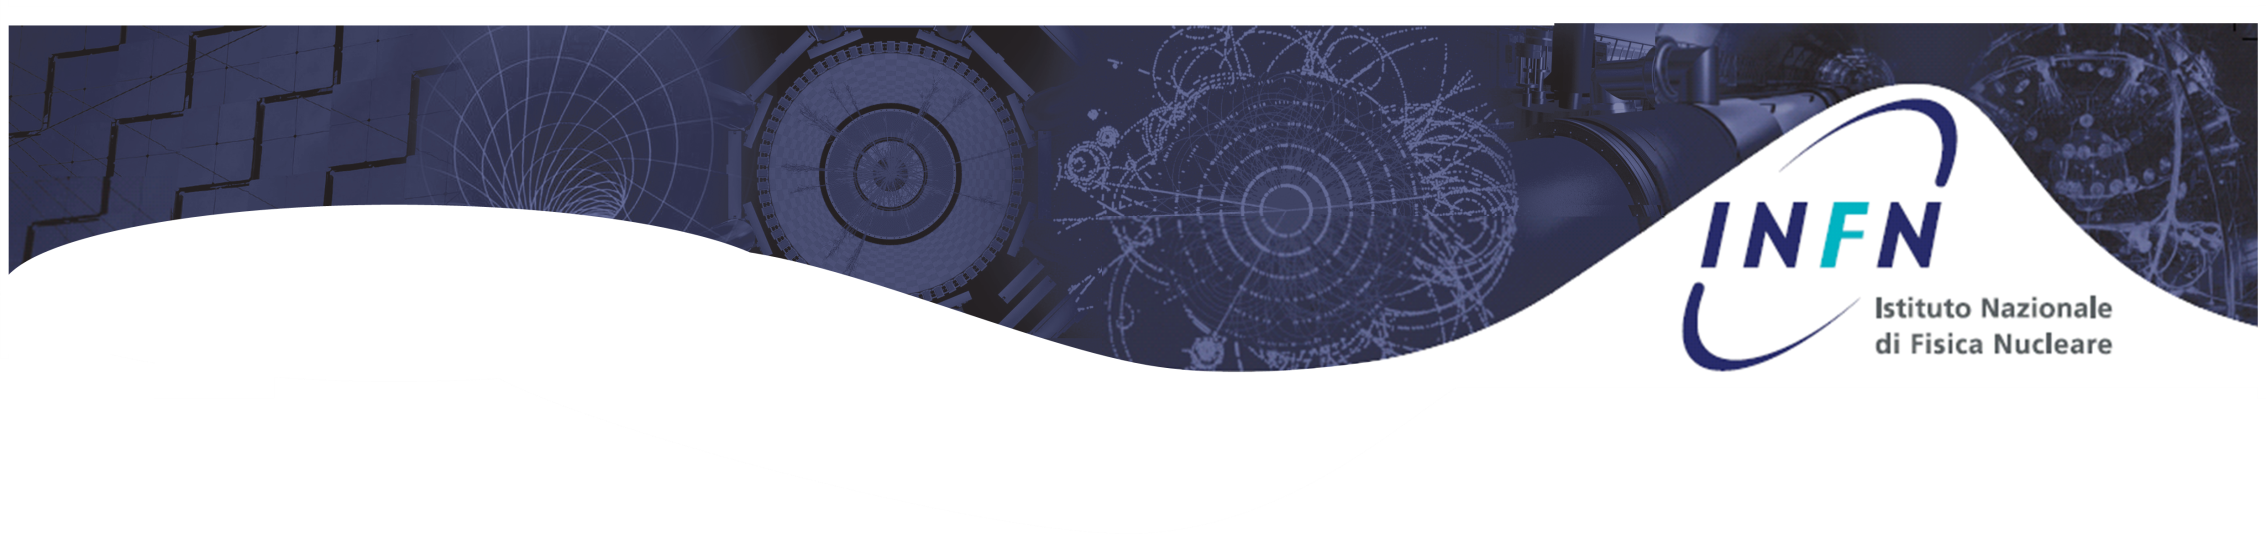 INFN
Istituto Nazionale
di Fisica Nucleare